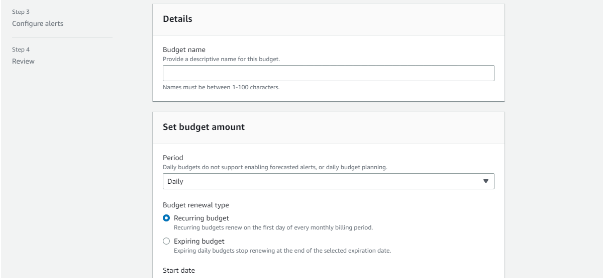 Step 3
Configure alerts
Step 4
Review
Details
Budget name
Provide a descriptive name for this budget.
Names must be between 1-100 characters.
Set budget amount
Period
Daily budgets do not support enabling forecasted alerts, or daily budget planning.
Daily
Budget renewal type
Recurring budget
Recurring budgets renew on the first day of every monthly billing period.
Expiring budget
Expiring daily budgets stop renewing at the end of the selected expiration date.
Start date